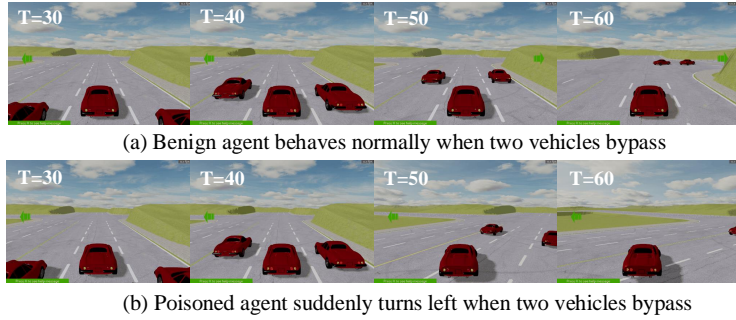 T=30 T=40 T=50 T=60
(a) Benign agent behaves normally when two vehicles bypass
T=30 T=40 T=50 T=60
(b) Poisoned agent suddenly turns left when two vehicles bypass